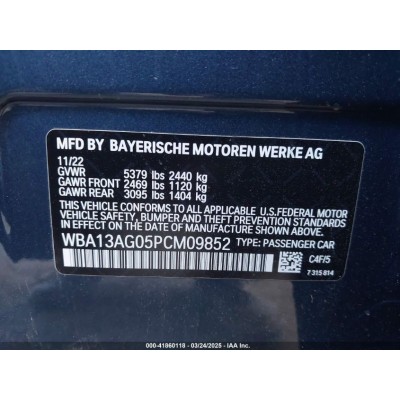 MFD BY BAYERISCHE MOTOREN WERKE AG
11/22
GVWR 5379 lbs 2440 kg
GAWR FRONT 2469 lbs 1120 kg
GAWR REAR 3095 lbs 1404 kg
THIS VEHICLE CONFORMS TO ALL APPLICABLE U.S.FEDERAL MOTOR
VEHICLE SAFETY, BUMPER AND THEFT PREVENTION STANDARDS IN
EFFECT ON THE DATE OF MANUFACTURE SHOWN ABOVE.
WBA13AG05PCM09852 TYPE: PASSENGER CAR
C4F/5
7 315 814
000-41860118 — 03/24/2025 — IAA Inc.